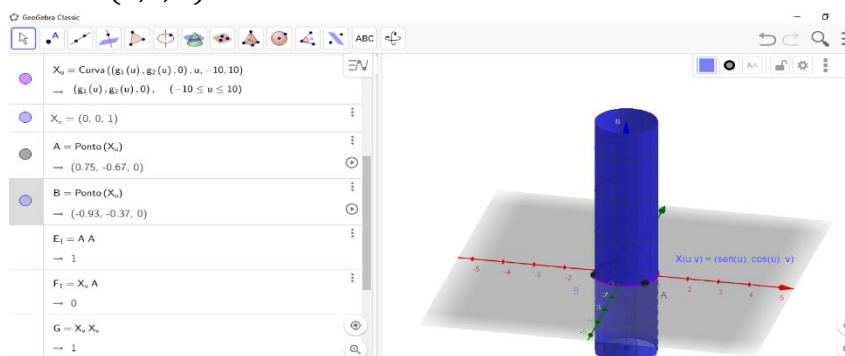 GeoGebra Classic
ABC
Xᵤ = Curva((g₁(u), g₂(u), 0), u, −10, 10)
→ (g₁(u), g₂(u), 0), (−10 ≤ u ≤ 10)
Xᵥ = (0, 0, 1)
A = Ponto(Xᵤ)
→ (0.75, -0.67, 0)
B = Ponto(Xᵤ)
→ (-0.93, -0.37, 0)
E₁ = A A
→ 1
F₁ = Xᵥ A
→ 0
G = Xᵥ Xᵥ
→ 1
AA
6
X(u,v) = (sen(u), cos(u), v)
-5 -4 -3 -2 2 3 4 5
B
A